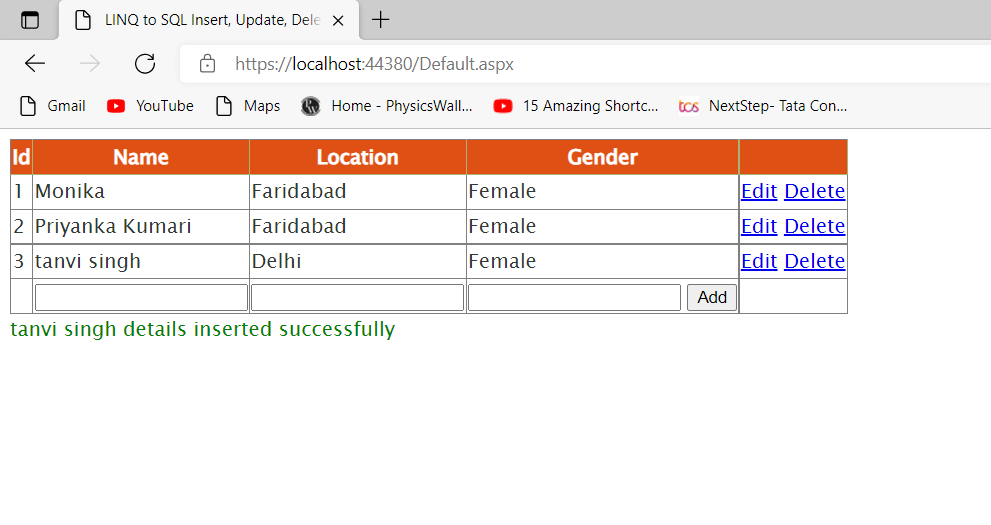 LINQ to SQL Insert, Update, Dele
https://localhost:44380/Default.aspx
Gmail YouTube Maps Home - PhysicsWall... 15 Amazing Shortc... tcs NextStep- Tata Con...
Id Name Location Gender
1 Monika Faridabad Female Edit Delete
2 Priyanka Kumari Faridabad Female Edit Delete
3 tanvi singh Delhi Female Edit Delete
Add
tanvi singh details inserted successfully